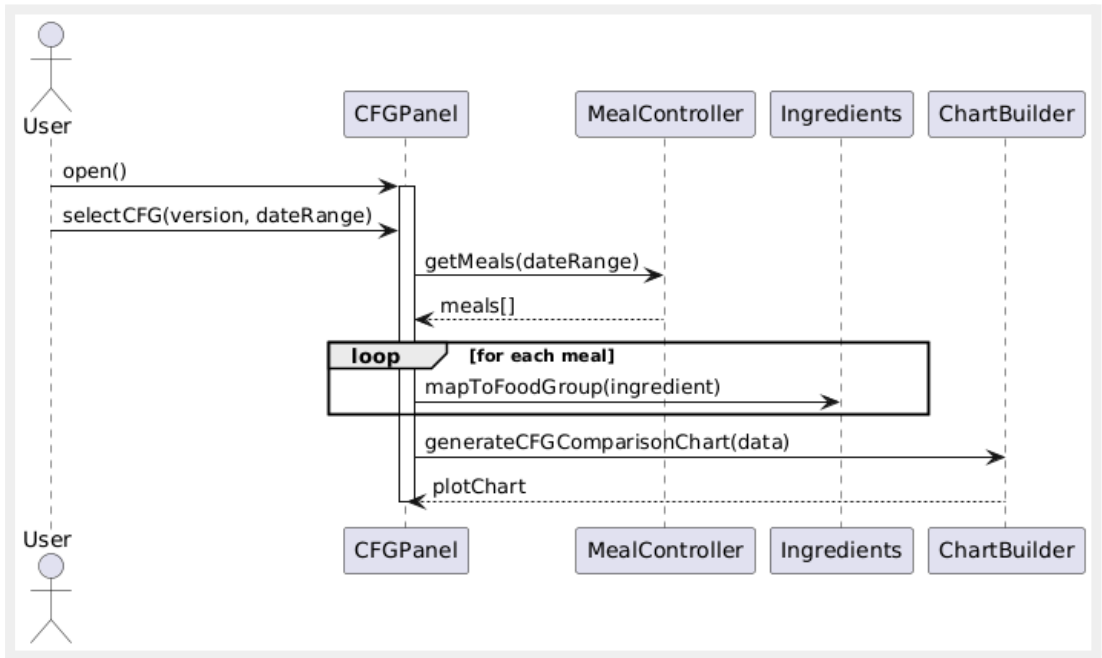 User
CFGPanel
MealController
Ingredients
ChartBuilder
open()
selectCFG(version, dateRange)
getMeals(dateRange)
meals[]
loop
[for each meal]
mapToFoodGroup(ingredient)
generateCFGComparisonChart(data)
plotChart
User
CFGPanel
MealController
Ingredients
ChartBuilder